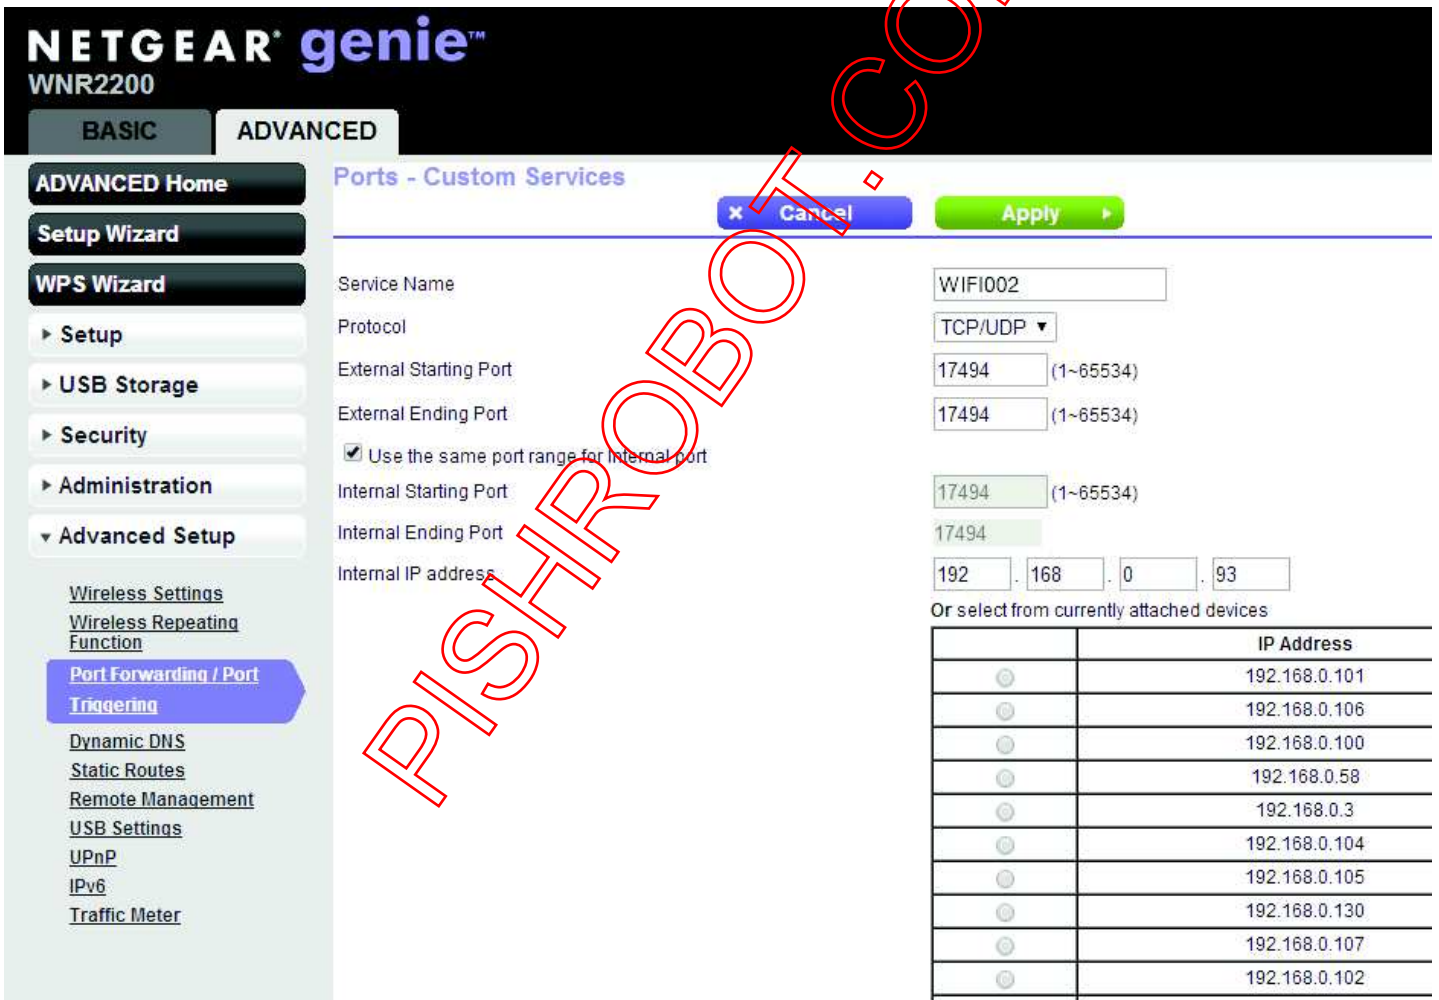 NETGEAR® genie™
WNR2200
BASIC
ADVANCED
ADVANCED Home
Setup Wizard
WPS Wizard
Setup
USB Storage
Security
Administration
Advanced Setup
Wireless Settings
Wireless Repeating
Function
Port Forwarding / Port
Triggering
Dynamic DNS
Static Routes
Remote Management
USB Settings
UPnP
IPv6
Traffic Meter
Ports - Custom Services
× Cancel
Apply
Service Name
WIFI002
Protocol
TCP/UDP
External Starting Port
17494 (1~65534)
External Ending Port
17494 (1~65534)
Use the same port range for Internal port
Internal Starting Port
17494 (1~65534)
Internal Ending Port
17494
Internal IP address
192 . 168 . 0 . 93
Or select from currently attached devices
IP Address
192.168.0.101
192.168.0.106
192.168.0.100
192.168.0.58
192.168.0.3
192.168.0.104
192.168.0.105
192.168.0.130
192.168.0.107
192.168.0.102
PISHROBOT.CO